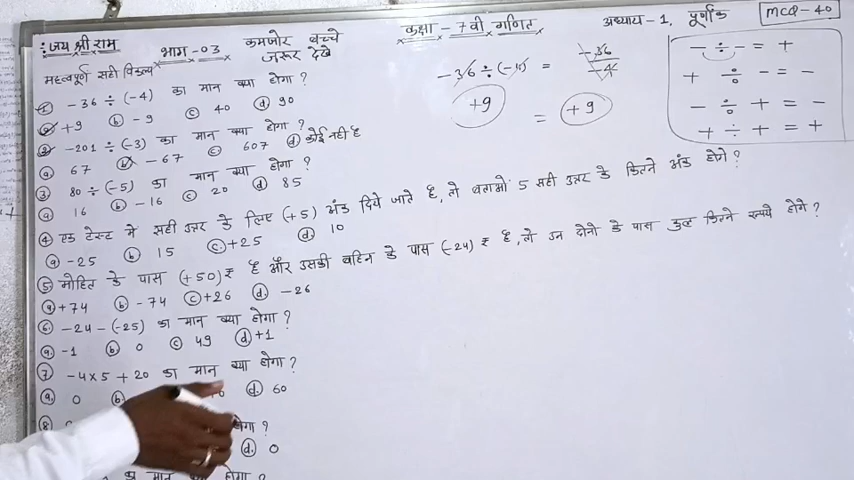 : जय श्री राम
भाग - 03
कमजोर बच्चे
जरूर देखे
कक्षा - 7 वी गणित
अध्याय - 1, पूर्णांक
MCQ - 40
महत्वपूर्ण सही विकल्प
① -36 ÷ (-4) का मान क्या होगा ?
ⓐ +9 ⓑ -9 ⓒ 40 ⓓ 90
② -201 ÷ (-3) का मान क्या होगा ?
ⓐ 67 ⓑ -67 ⓒ 607 ⓓ कोई नही है
③ 80 ÷ (-5) का मान क्या होगा ?
ⓐ 16 ⓑ -16 ⓒ 20 ⓓ 85
④ एक टेस्ट मे सही उत्तर के लिए (+5) अंक दिये जाते है, तो बताओ 5 सही उत्तर के कितने अंक होगे ?
ⓐ -25 ⓑ 15 ⓒ +25 ⓓ 10
⑤ मोहित के पास (+50) ₹ है और उसकी बहिन के पास (-24) ₹ है, तो उन दोनो के पास कुल कितने रूपये होगे ?
ⓐ +74 ⓑ -74 ⓒ +26 ⓓ -26
⑥ -24 - (-25) का मान क्या होगा ?
ⓐ -1 ⓑ 0 ⓒ 49 ⓓ +1
⑦ -4 x 5 + 20 का मान क्या होगा ?
ⓐ 0 ⓑ ⓓ 60
⑧ होगा ?
ⓓ 0
का मान क्या होगा ?
-36 ÷ (-4) = -36
-4
+9
= +9
- ÷ - = +
+ ÷ - = -
- ÷ + = -
+ ÷ + = +